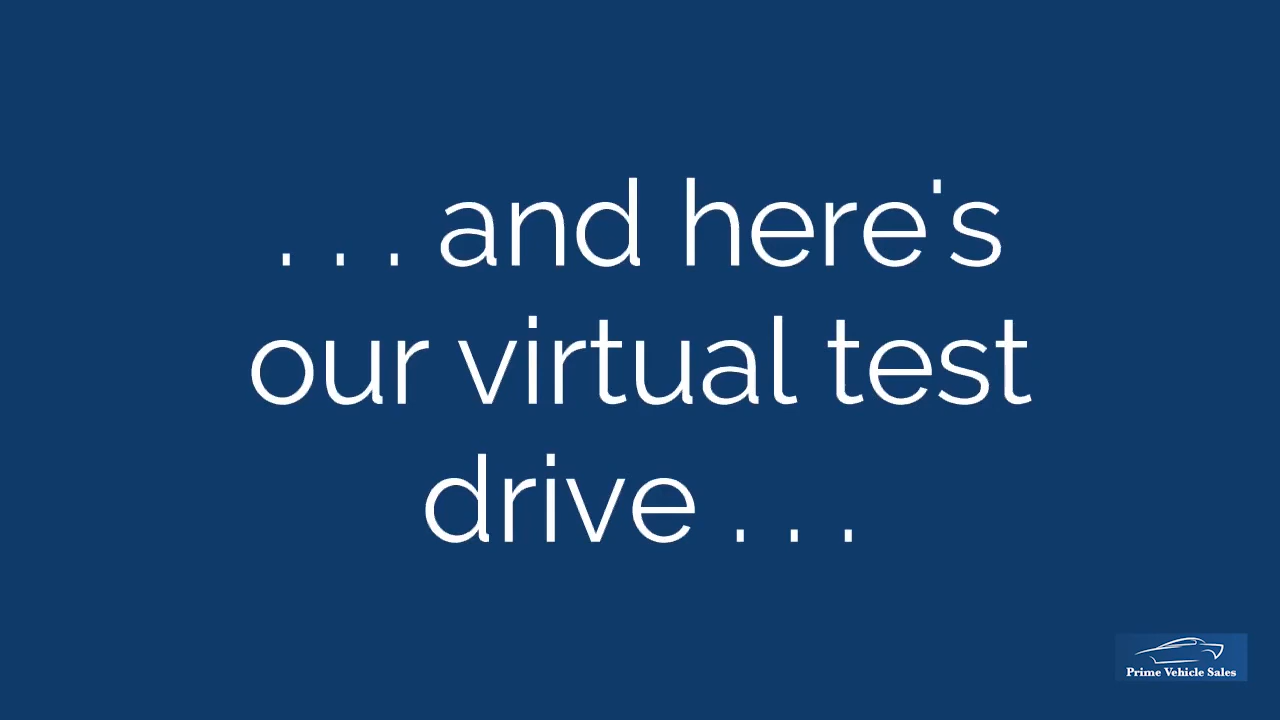 . . . and here's
our virtual test
drive . . .
Prime Vehicle Sales